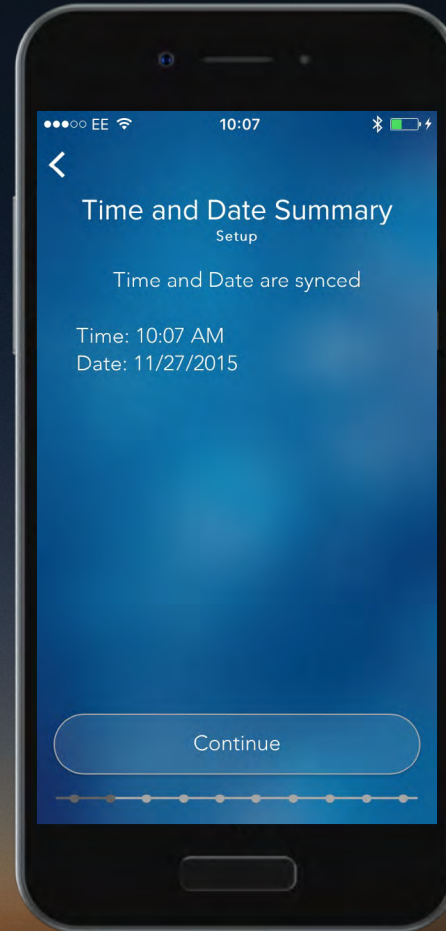 EE 10:07
Time and Date Summary
Setup
Time and Date are synced
Time: 10:07 AM
Date: 11/27/2015
Continue